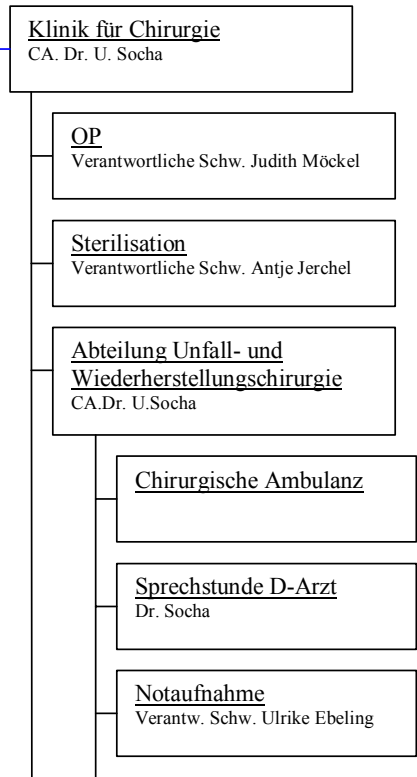 Klinik für Chirurgie
CA. Dr. U. Socha
OP
Verantwortliche Schw. Judith Möckel
Sterilisation
Verantwortliche Schw. Antje Jerchel
Abteilung Unfall- und
Wiederherstellungschirurgie
CA.Dr. U.Socha
Chirurgische Ambulanz
Sprechstunde D-Arzt
Dr. Socha
Notaufnahme
Verantw. Schw. Ulrike Ebeling